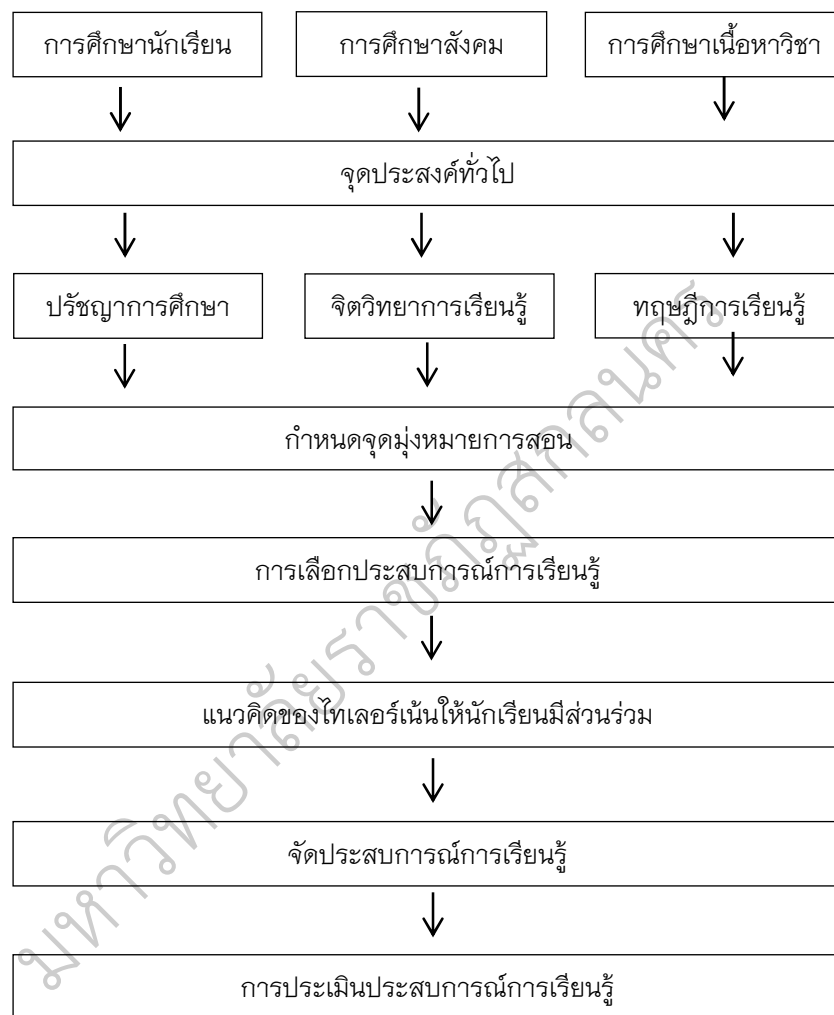 การศึกษานักเรียน การศึกษาสังคม การศึกษาเนื้อหาวิชา
จุดประสงค์ทั่วไป
ปรัชญาการศึกษา จิตวิทยาการเรียนรู้ ทฤษฎีการเรียนรู้
กำหนดจุดมุ่งหมายการสอน
การเลือกประสบการณ์การเรียนรู้
แนวคิดของไทเลอร์เน้นให้นักเรียนมีส่วนร่วม
จัดประสบการณ์การเรียนรู้
การประเมินประสบการณ์การเรียนรู้
มหาวิทยาลัยราชภัฏสกลนคร